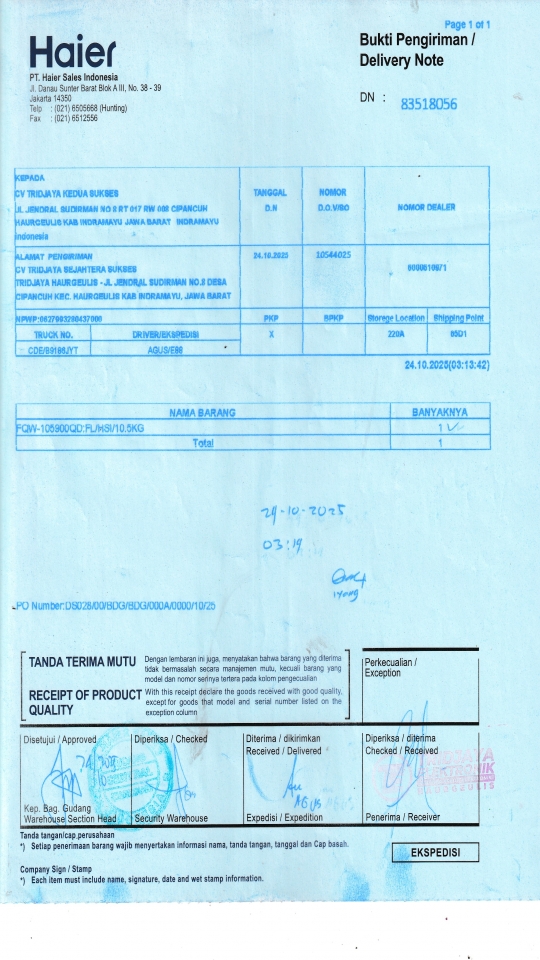 Page 1 of 1
Haier
Bukti Pengiriman /
Delivery Note
PT. Haier Sales Indonesia
Jl. Danau Sunter Barat Blok A III, No. 38 - 39
Jakarta 14350
Telp : (021) 6505668 (Hunting)
Fax : (021) 6512556
DN : 83518056
KEPADA
CV TRIDJAYA KEDUA SUKSES
JL JENDRAL SUDIRMAN NO 8 RT 017 RW 006 CIPANCUH
HAURGEULIS KAB INDRAMAYU JAWA BARAT INDRAMAYU
indonesia
TANGGAL
D.N
NOMOR
D.O.V/SO
NOMOR DEALER
ALAMAT PENGIRIMAN
CV TRIDJAYA SEJAHTERA SUKSES
TRIDJAYA HAURGEULIS - JL JENDRAL SUDIRMAN NO.8 DESA
CIPANCUH KEC. HAURGEULIS KAB INDRAMAYU, JAWA BARAT
24.10.2025
10544025
PKP
BPKP
Storege Location
Shipping Point
TRUCK NO.
DRIVER/EKSPEDISI
X
220A
85D1
CDE/B9186JYT
AGUS/E86
24.10.2025(03:13:42)
NAMA BARANG
BANYAKNYA
FQW-105900QD:FL/HSI/10.5KG
1
Total
1
24-10-2025
03:19
PO Number:DS028/00/BDG/BDG/000A/0000/10/25
TANDA TERIMA MUTU
Dengan lembaran ini juga, menyatakan bahwa barang yang diterima
tidak bermasalah secara manajemen mutu, kecuali barang yang
model dan nomor serinya tertera pada kolom pengecualian
RECEIPT OF PRODUCT
QUALITY
With this receipt declare the goods received with good quality,
except for goods that model and serial number listed on the
exception column
Perkecualian /
Exception
Disetujui / Approved
Diperiksa / Checked
Diterima / dikirimkan
Received / Delivered
Diperiksa / diterima
Checked / Received
AGUS
Kep. Bag. Gudang
Warehouse Section Head
Security Warehouse
Expedisi / Expedition
Penerima / Receiver
Tanda tangan/cap perusahaan
*) Setiap penerimaan barang wajib menyertakan informasi nama, tanda tangan, tanggal dan Cap basah.
EKSPEDISI
Company Sign / Stamp
*) Each item must include name, signature, date and wet stamp information.